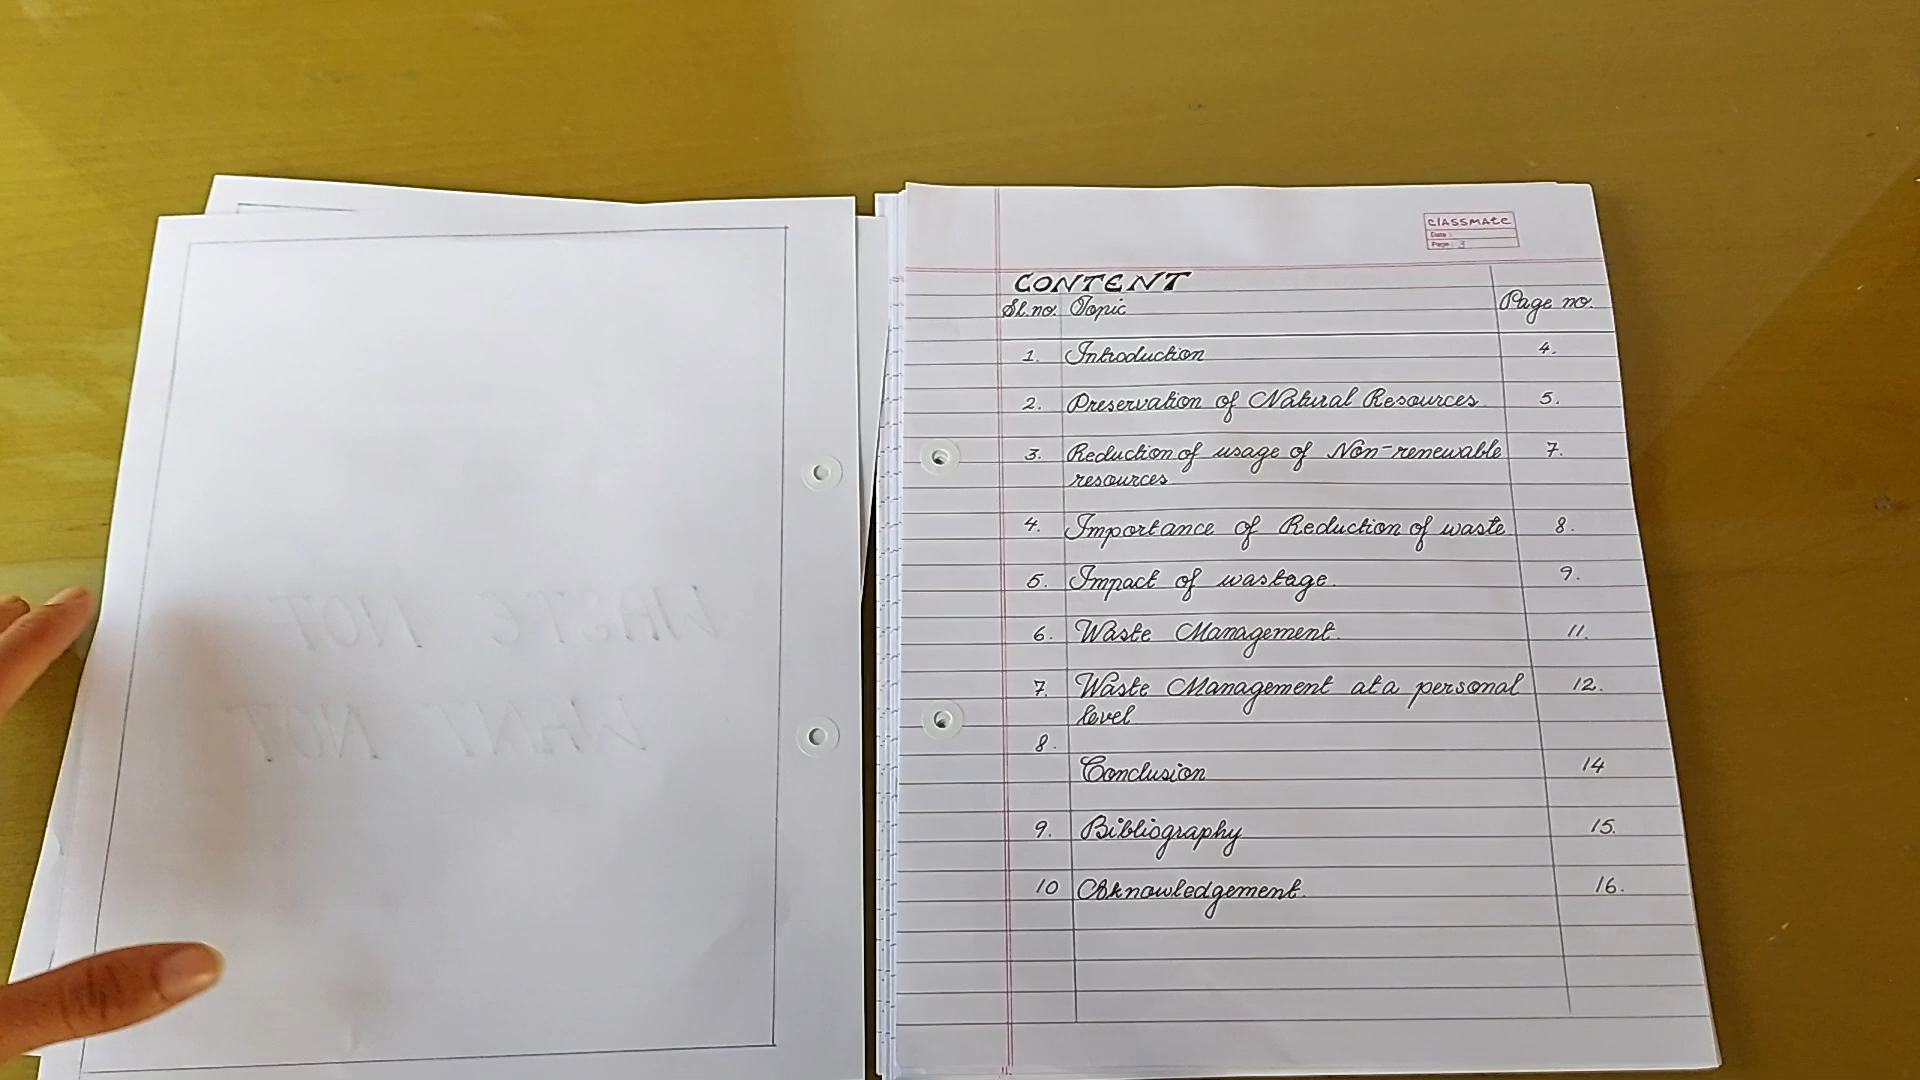 WASTE NOT
WANT NOT
classmate
Date :
Page : 3
CONTENT
Sl.no. Topic Page no.
1. Introduction 4.
2. Preservation of Natural Resources 5.
3. Reduction of usage of Non-renewable 7.
resources
4. Importance of Reduction of waste 8.
5. Impact of wastage. 9.
6. Waste Management. 11.
7. Waste Management at a personal 12.
level
8.
Conclusion 14
9. Bibliography 15.
10 Acknowledgement. 16.